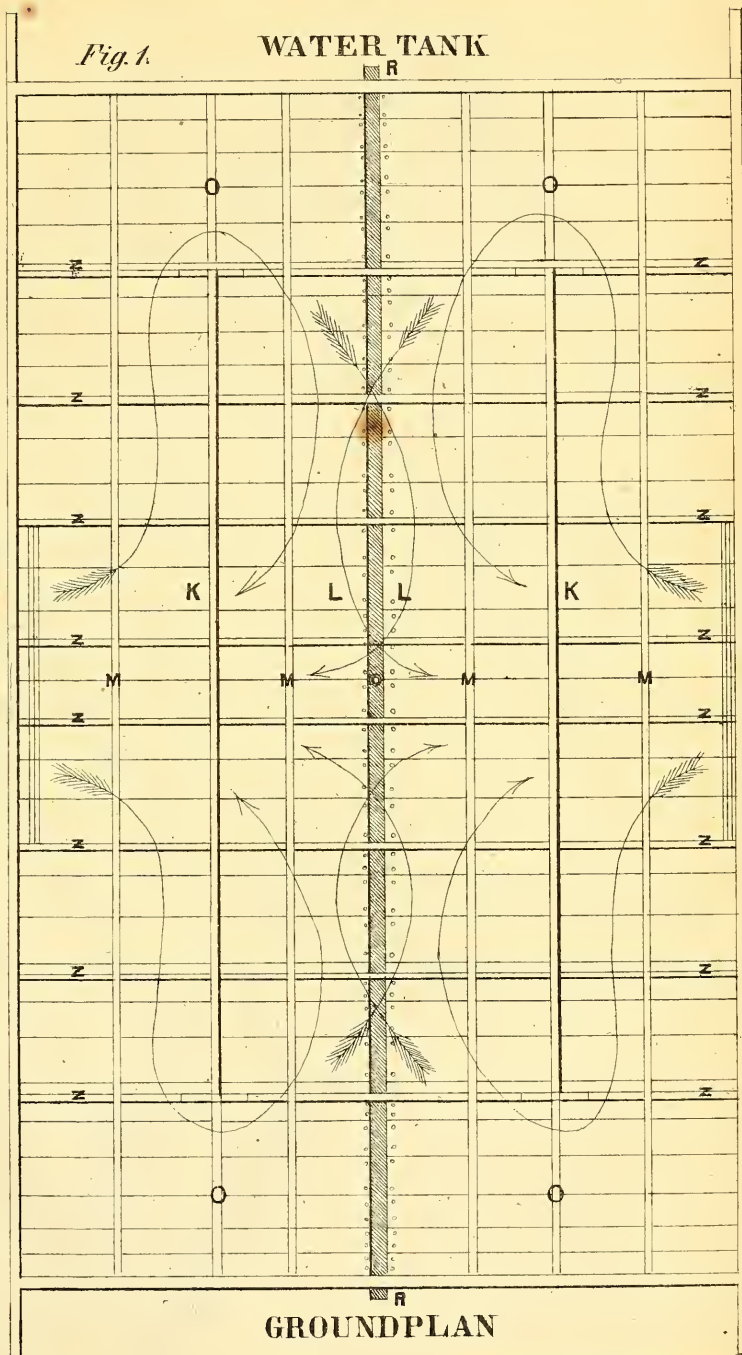 Fig. 1.
WATER TANK
R
O O
N N
N N
N N
K L L K
N N
M M o M M
N N
N N
N N
N N
O O
R
GROUNDPLAN